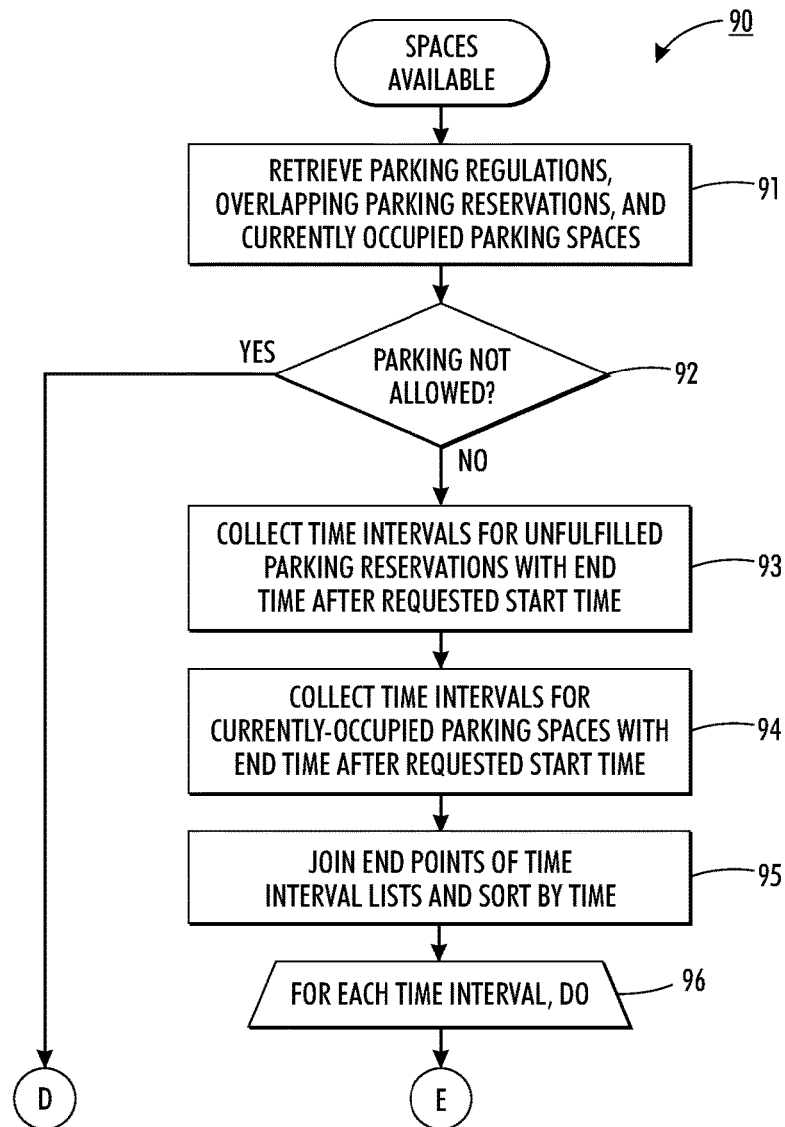 90
SPACES
AVAILABLE
RETRIEVE PARKING REGULATIONS,
OVERLAPPING PARKING RESERVATIONS, AND
CURRENTLY OCCUPIED PARKING SPACES
91
YES
PARKING NOT
ALLOWED?
92
NO
COLLECT TIME INTERVALS FOR UNFULFILLED
PARKING RESERVATIONS WITH END
TIME AFTER REQUESTED START TIME
93
COLLECT TIME INTERVALS FOR
CURRENTLY-OCCUPIED PARKING SPACES WITH
END TIME AFTER REQUESTED START TIME
94
JOIN END POINTS OF TIME
INTERVAL LISTS AND SORT BY TIME
95
FOR EACH TIME INTERVAL, DO
96
D
E